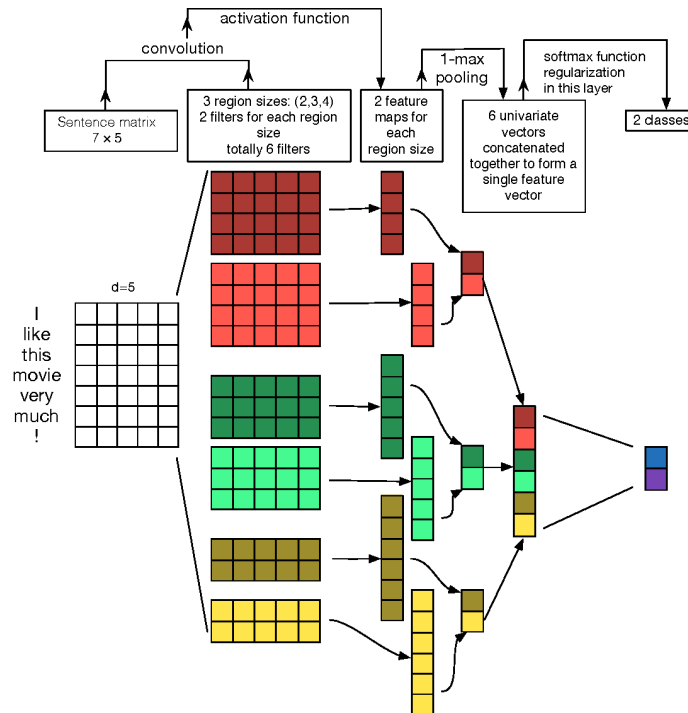 activation function
convolution
1-max
pooling
softmax function
regularization
in this layer
Sentence matrix
7 × 5
3 region sizes: (2,3,4)
2 filters for each region
size
totally 6 filters
2 feature
maps for
each
region size
6 univariate
vectors
concatenated
together to form a
single feature
vector
2 classes
d=5
I
like
this
movie
very
much
!